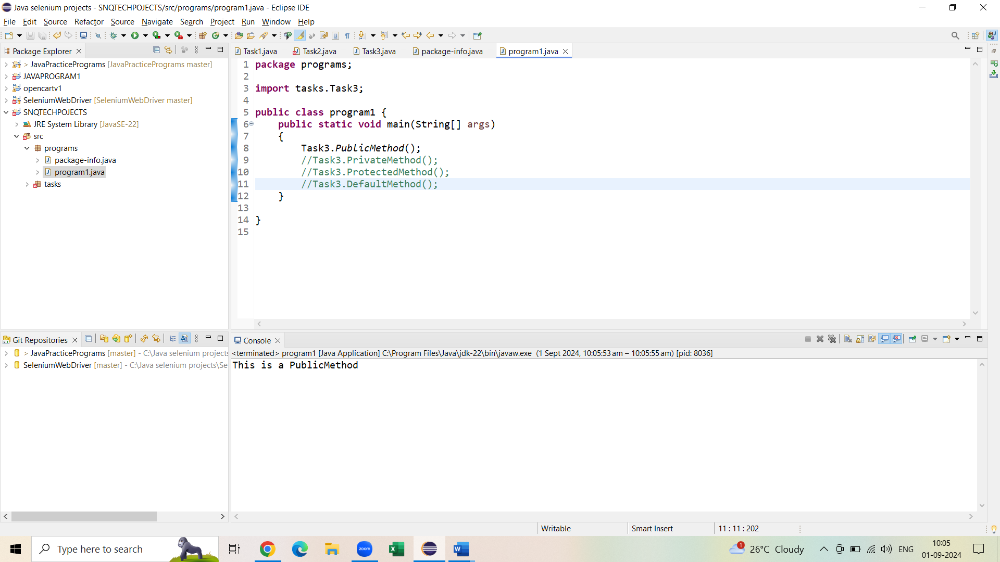 Java selenium projects - SNQTECHPOJECTS/src/programs/program1.java - Eclipse IDE
File Edit Source Refactor Source Navigate Search Project Run Window Help
Package Explorer
> JavaPracticePrograms [JavaPracticePrograms master]
JAVAPROGRAM1
opencartv1
SeleniumWebDriver [SeleniumWebDriver master]
SNQTECHPOJECTS
JRE System Library [JavaSE-22]
src
programs
package-info.java
program1.java
tasks
Task1.java Task2.java Task3.java package-info.java program1.java
1 package programs;
2
3 import tasks.Task3;
4
5 public class program1 {
6 public static void main(String[] args)
7 {
8 Task3.PublicMethod();
9 //Task3.PrivateMethod();
10 //Task3.ProtectedMethod();
11 //Task3.DefaultMethod();
12 }
13
14 }
15
Git Repositories
> JavaPracticePrograms [master] - C:\Java selenium projects
SeleniumWebDriver [master] - C:\Java selenium projects\Se
Console
<terminated> program1 [Java Application] C:\Program Files\Java\jdk-22\bin\javaw.exe (1 Sept 2024, 10:05:53 am – 10:05:55 am) [pid: 8036]
This is a PublicMethod
Writable Smart Insert 11 : 11 : 202
Type here to search
zoom
1
26°C Cloudy
ENG
10:05
01-09-2024